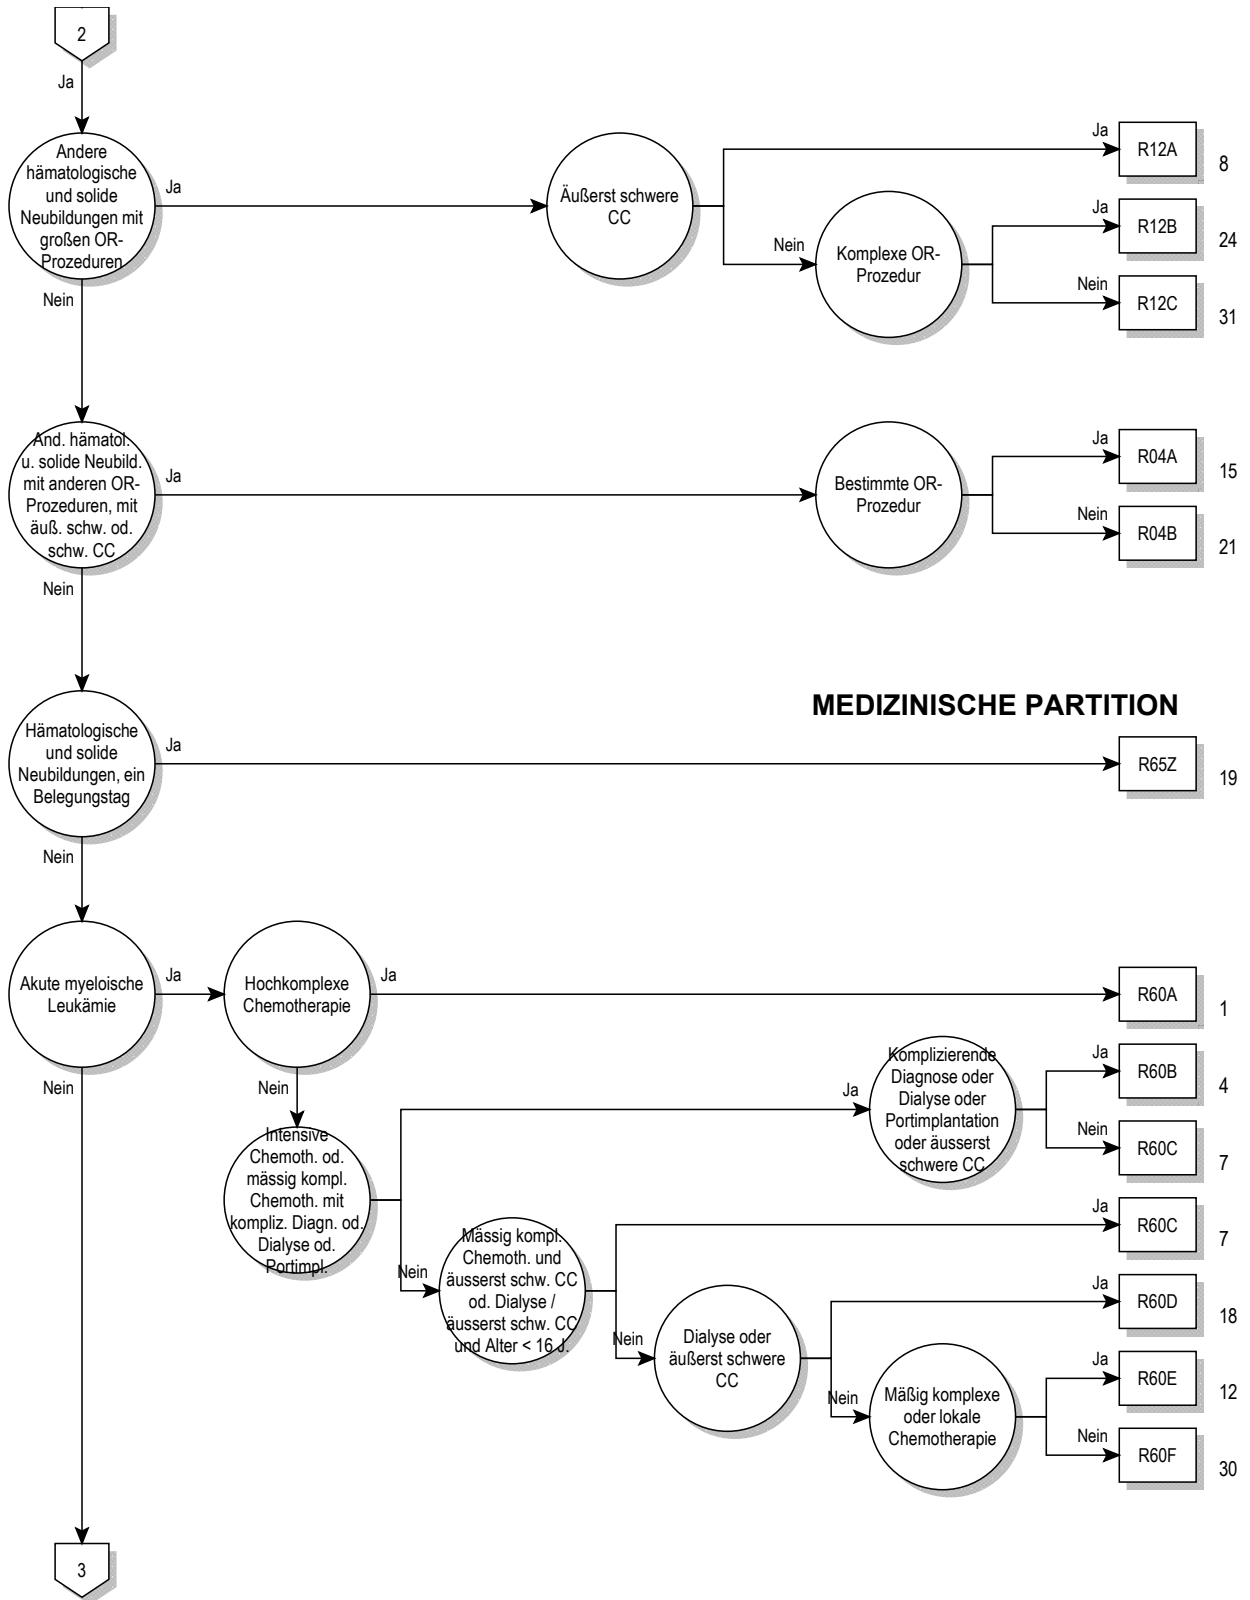 2
Ja
Andere
hämatologische
und solide
Neubildungen mit
großen OR-
Prozeduren
Ja
Äußerst schwere
CC
Ja
R12A
8
Nein
Komplexe OR-
Prozedur
Ja
R12B
24
Nein
R12C
31
Nein
And. hämatol.
u. solide Neubild.
mit anderen OR-
Prozeduren, mit
äuß. schw. od.
schw. CC
Ja
Bestimmte OR-
Prozedur
Ja
R04A
15
Nein
R04B
21
Nein
MEDIZINISCHE PARTITION
Hämatologische
und solide
Neubildungen, ein
Belegungstag
Ja
R65Z
19
Nein
Akute myeloische
Leukämie
Ja
Hochkomplexe
Chemotherapie
Ja
R60A
1
Nein
Nein
Intensive
Chemoth. od.
mässig kompl.
Chemoth. mit
kompliz. Diagn. od.
Dialyse od.
Portimpl.
Ja
Komplizierende
Diagnose oder
Dialyse oder
Portimplantation
oder äusserst
schwere CC
Ja
R60B
4
Nein
R60C
7
Nein
Mässig kompl.
Chemoth. und
äusserst schw. CC
od. Dialyse /
äusserst schw. CC
und Alter < 16 J.
Ja
R60C
7
Nein
Dialyse oder
äußerst schwere
CC
Ja
R60D
18
Nein
Mäßig komplexe
oder lokale
Chemotherapie
Ja
R60E
12
Nein
R60F
30
3